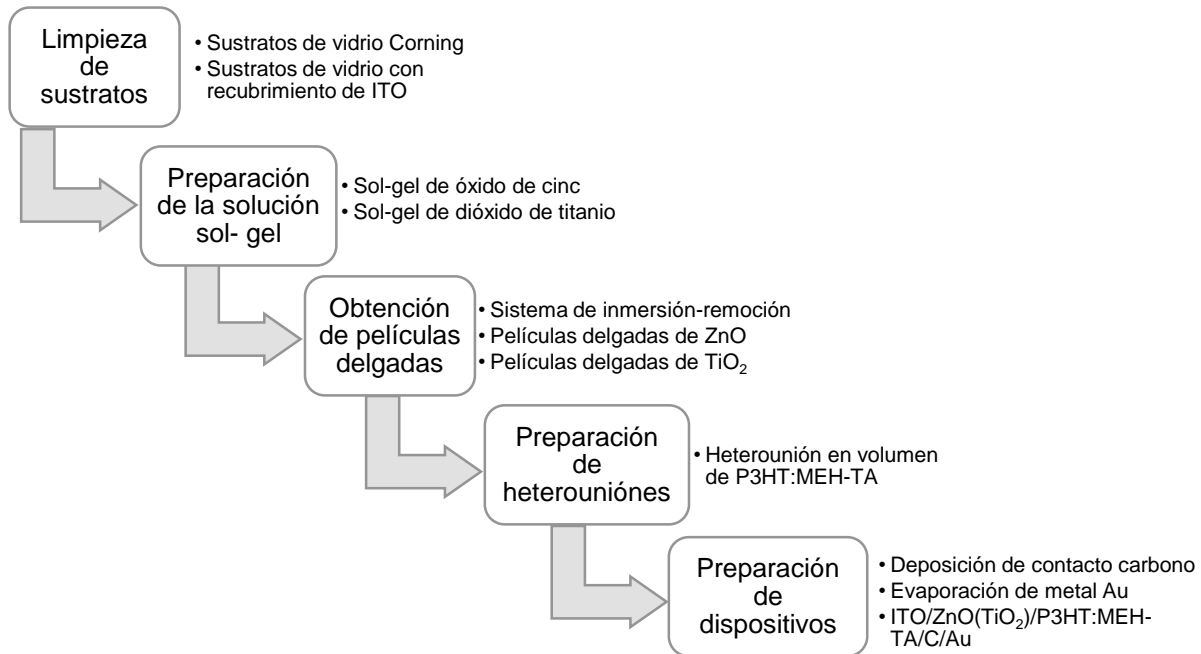 Limpieza
de
sustratos
• Sustratos de vidrio Corning
• Sustratos de vidrio con
recubrimiento de ITO
Preparación
de la solución
sol- gel
• Sol-gel de óxido de cinc
• Sol-gel de dióxido de titanio
Obtención
de películas
delgadas
• Sistema de inmersión-remoción
• Películas delgadas de ZnO
• Películas delgadas de TiO₂
Preparación
de
heterouniónes
• Heterounión en volumen
de P3HT:MEH-TA
Preparación
de
dispositivos
• Deposición de contacto carbono
• Evaporación de metal Au
• ITO/ZnO(TiO₂)/P3HT:MEH-
TA/C/Au